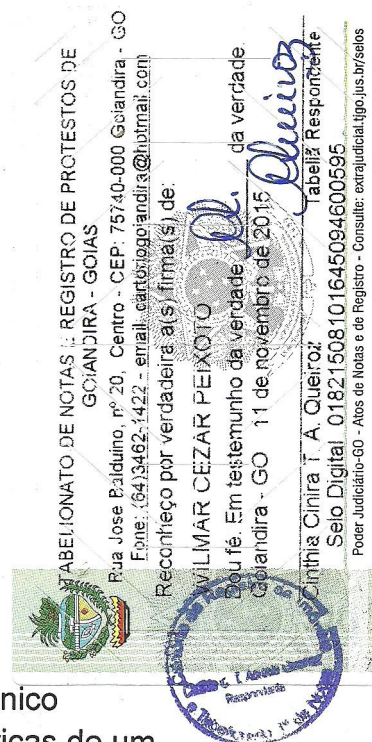 TABELIONATO DE NOTAS E REGISTRO DE PROTESTOS DE
GOIANDIRA - GOIAS
Rua Jose Balduino, nº 20, Centro - CEP: 75740-000 Goiandira - GO
Fone: (64)3462-1422 - email: cartoriogoiandira@hotmail.com
Reconheço por verdadeira a(s) firma(s) de:
WILMAR CEZAR PEIXOTO
Dou fé. Em testemunho da verdade da verdade.
Goiandira - GO 11 de novembro de 2015
Cinthia Cinira T. A. Queiroz Tabeliã Respondente
Selo Digital 01821508101645094600595
Poder Judiciário-GO - Atos de Notas e de Registro - Consulte: extrajudicial.tjgo.jus.br/selos
Respondente
nico
ticas de um